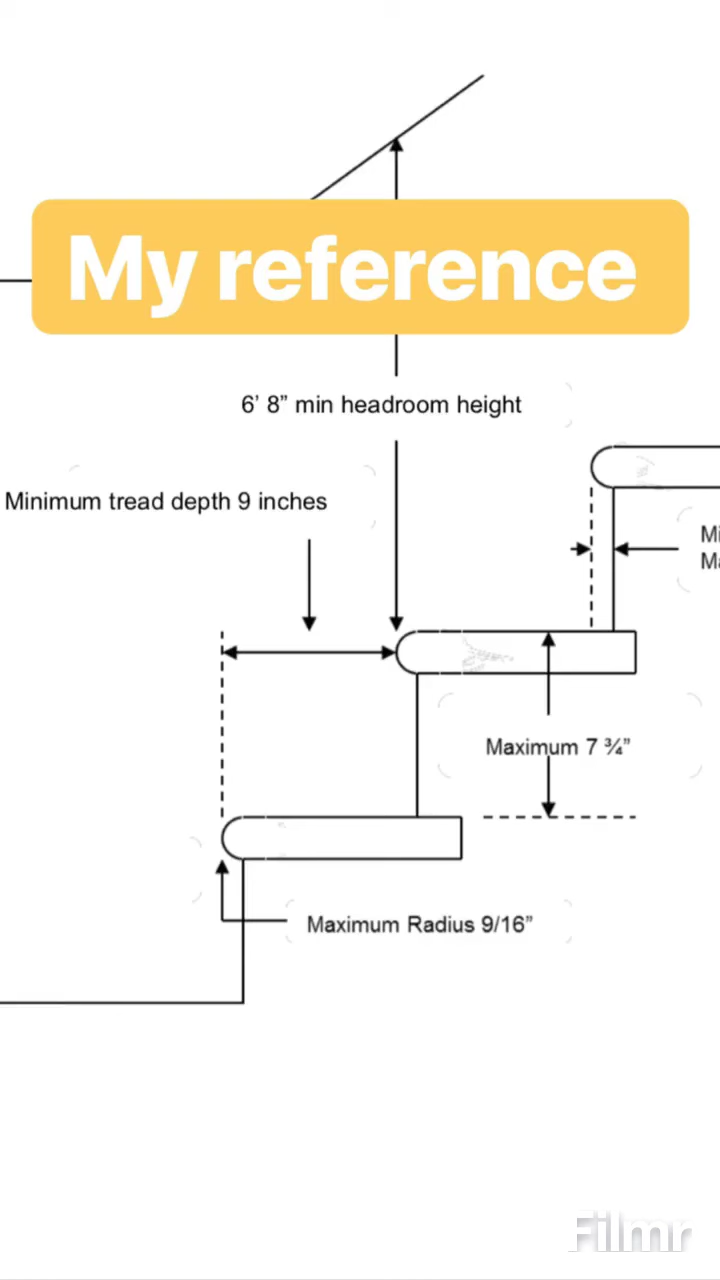 My reference
6’ 8” min headroom height
Minimum tread depth 9 inches
Maximum 7 ¾”
Maximum Radius 9/16”
Filmr